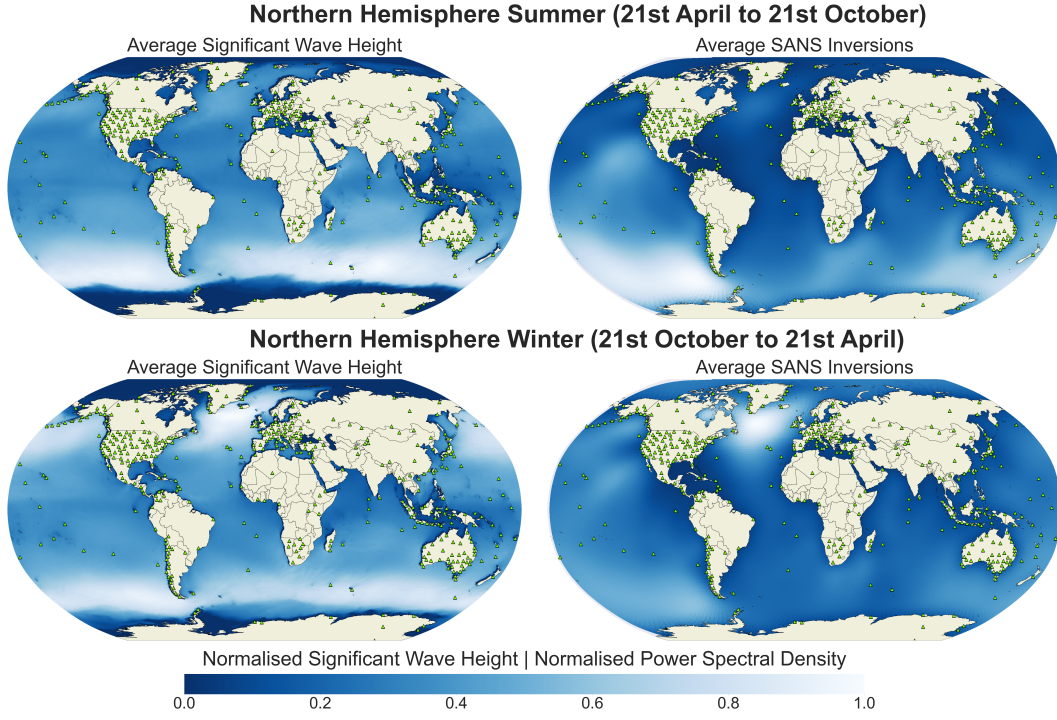 Northern Hemisphere Summer (21st April to 21st October)
Average Significant Wave Height
Average SANS Inversions
Northern Hemisphere Winter (21st October to 21st April)
Average Significant Wave Height
Average SANS Inversions
Normalised Significant Wave Height | Normalised Power Spectral Density
0.0 0.2 0.4 0.6 0.8 1.0